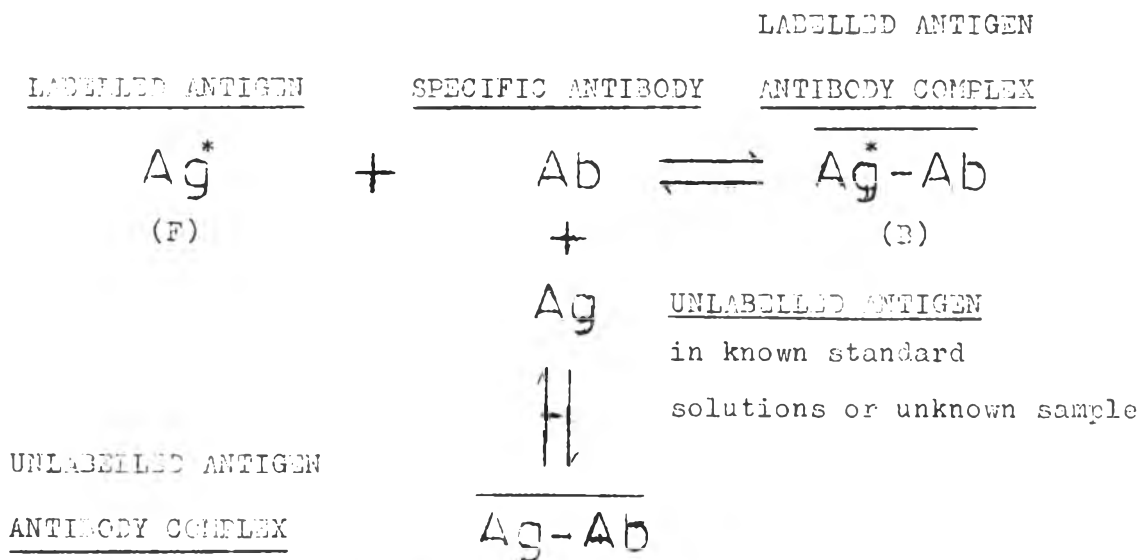 LABELLED ANTIGEN
LABELLED ANTIGEN SPECIFIC ANTIBODY ANTIBODY COMPLEX
Ag* + Ab ⇌ Ag* - Ab
(F) + (B)
Ag UNLABELLED ANTIGEN
in known standard
solutions or unknown sample
UNLABELLED ANTIGEN
ANTIBODY COMPLEX Ag - Ab